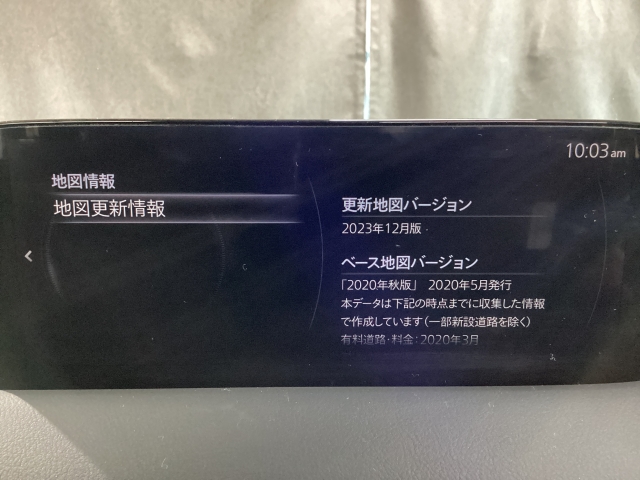 10:03 am
地図情報
地図更新情報
更新地図バージョン
2023年12月版
ベース地図バージョン
「2020年秋版」 2020年5月発行
本データは下記の時点までに収集した情報
で作成しています(一部新設道路を除く)
有料道路・料金:2020年3月